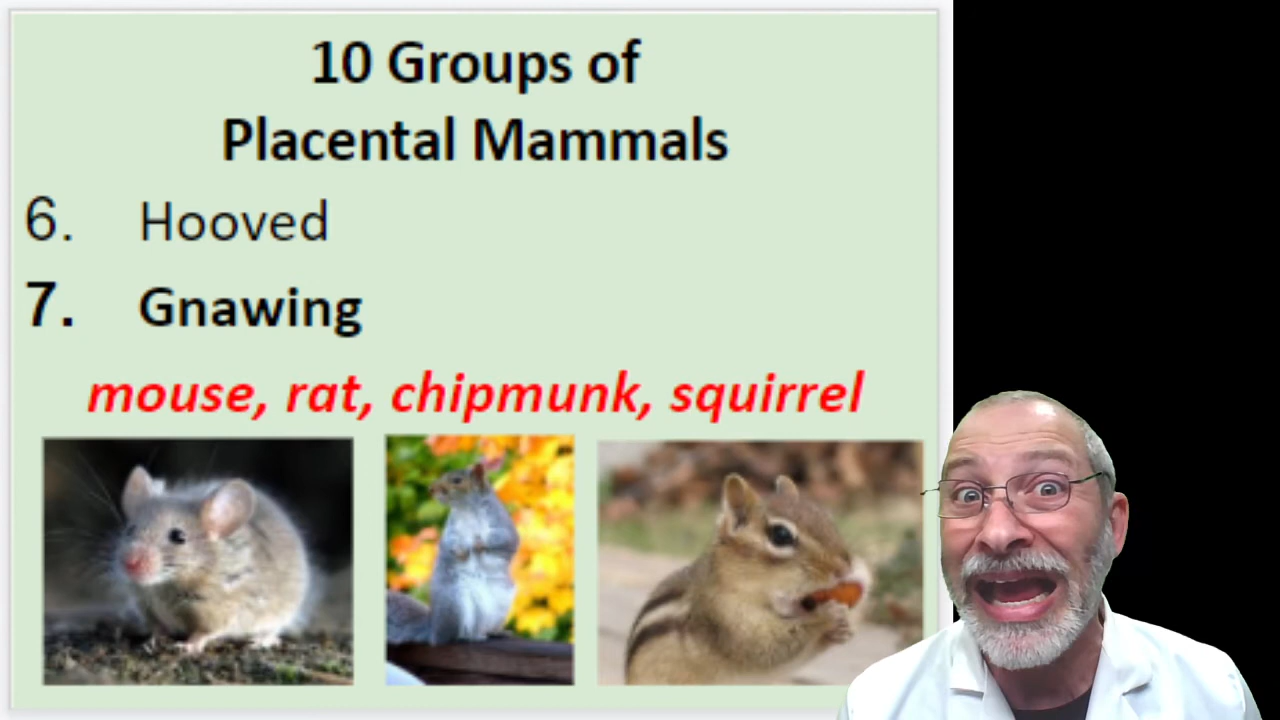 10 Groups of
Placental Mammals
6. Hooved
7. Gnawing
mouse, rat, chipmunk, squirrel